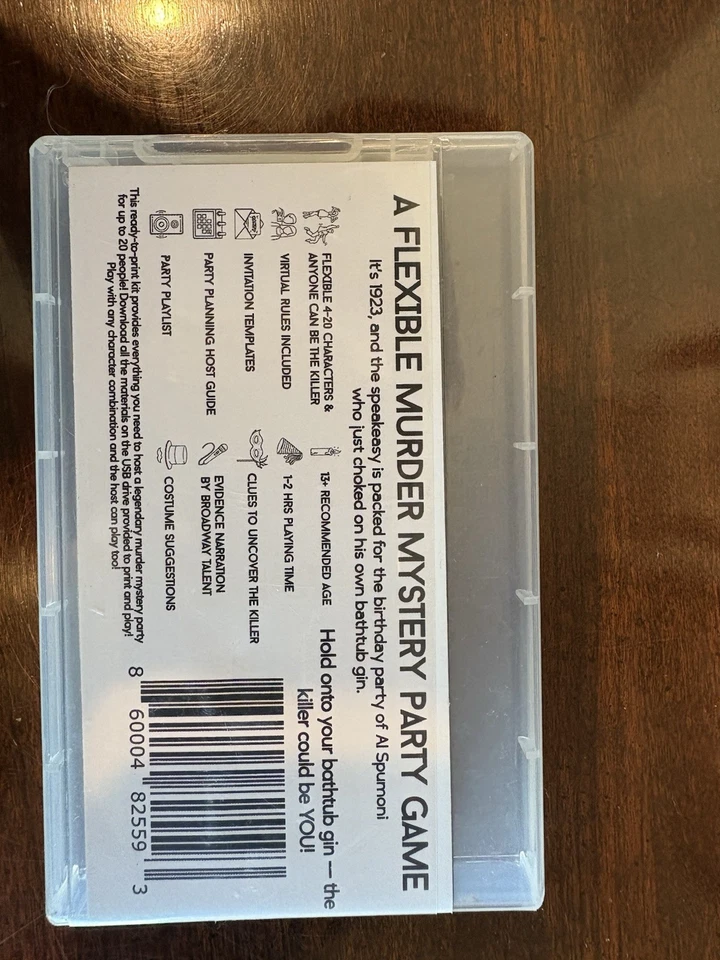 A FLEXIBLE MURDER MYSTERY PARTY GAME
It's 1923, and the speakeasy is packed for the birthday party of Al Spumoni
who just choked on his own bathtub gin.
FLEXIBLE 4-20 CHARACTERS &
ANYONE CAN BE THE KILLER
VIRTUAL RULES INCLUDED
INVITATION TEMPLATES
PARTY PLANNING HOST GUIDE
PARTY PLAYLIST
13+ RECOMMENDED AGE
1-2 HRS PLAYING TIME
CLUES TO UNCOVER THE KILLER
EVIDENCE NARRATION
BY BROADWAY TALENT
COSTUME SUGGESTIONS
Hold onto your bathtub gin — the
killer could be YOU!
This ready-to-print kit provides everything you need to host a legendary murder mystery party
for up to 20 people! Download all the materials on the USB drive provided to print and play!
Play with any character combination and the host can play too!
8 60004 82559 3